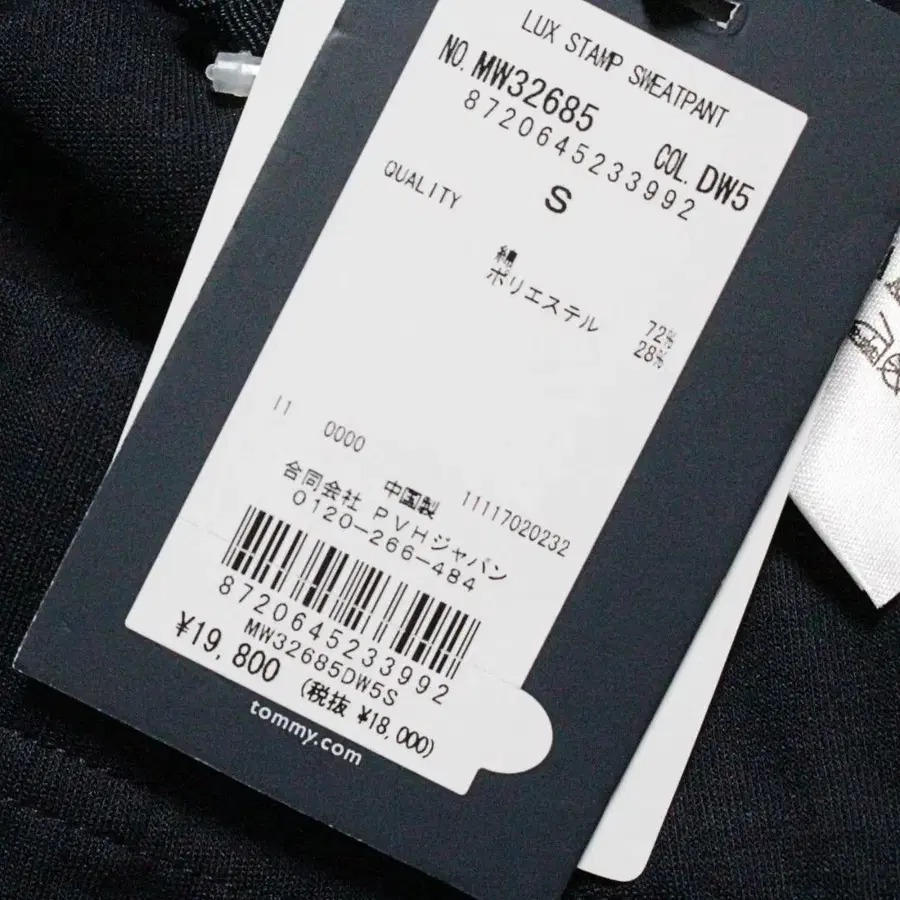 LUX STAMP SWEATPANT
NO. MW32685 COL. DW5
8720645233992
QUALITY S
綿 72%
ポリエステル 28%
11 0000
中国製 11117020232
合同会社 PVHジャパン
0120-266-484
8720645233992
MW32685DW5S
¥19,800 (税抜 ¥18,000)
tommy.com